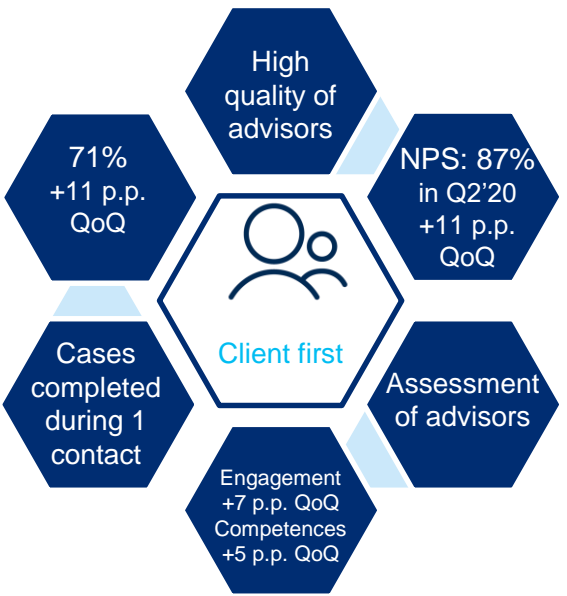 High
quality of
advisors
NPS: 87%
in Q2'20
+11 p.p.
QoQ
Assessment
of advisors
Engagement
+7 p.p. QoQ
Competences
+5 p.p. QoQ
Cases
completed
during 1
contact
71%
+11 p.p.
QoQ
Client first